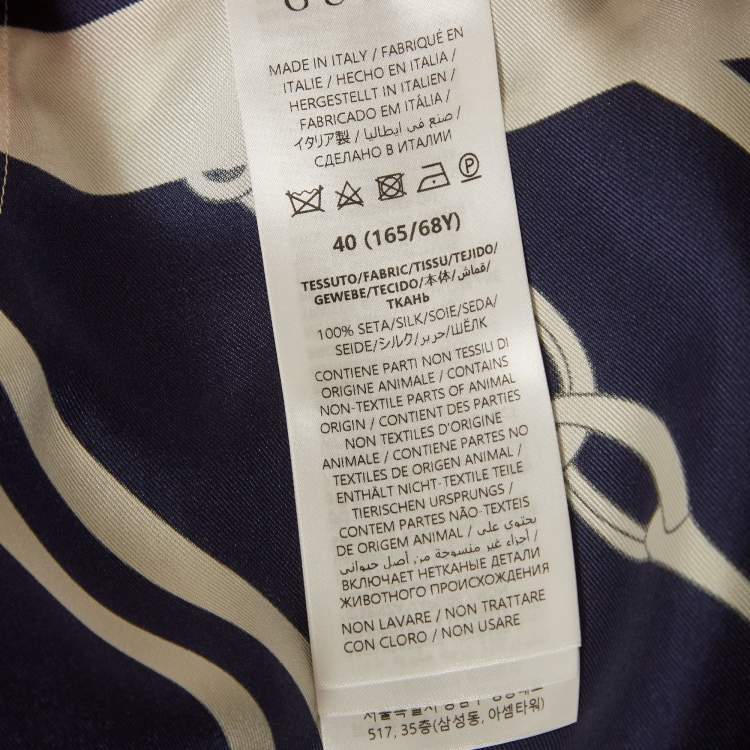 MADE IN ITALY / FABRIQUÉ EN
ITALIE / HECHO EN ITALIA /
HERGESTELLT IN ITALIEN /
FABRICADO EM ITÁLIA /
イタリア製 / صنع في ايطاليا /
СДЕЛАНО В ИТАЛИИ
40 (165/68Y)
TESSUTO/FABRIC/TISSU/TEJIDO/
GEWEBE/TECIDO/本体/قماش/
ТКАНЬ
100% SETA/SILK/SOIE/SEDA/
SEIDE/シルク/حرير/ШЁЛК
CONTIENE PARTI NON TESSILI DI
ORIGINE ANIMALE / CONTAINS
NON-TEXTILE PARTS OF ANIMAL
ORIGIN / CONTIENT DES PARTIES
NON TEXTILES D'ORIGINE
ANIMALE / CONTIENE PARTES NO
TEXTILES DE ORIGEN ANIMAL /
ENTHÄLT NICHT-TEXTILE TEILE
TIERISCHEN URSPRUNGS /
CONTEM PARTES NÃO-TEXTEIS
DE ORIGEM ANIMAL / يحتوي على
أجزاء غير منسوجة من أصل حيواني /
ВКЛЮЧАЕТ НЕТКАНЫЕ ДЕТАЛИ
ЖИВОТНОГО ПРОИСХОЖДЕНИЯ
NON LAVARE / NON TRATTARE
CON CLORO / NON USARE
517, 35층(삼성동, 아셈타워)